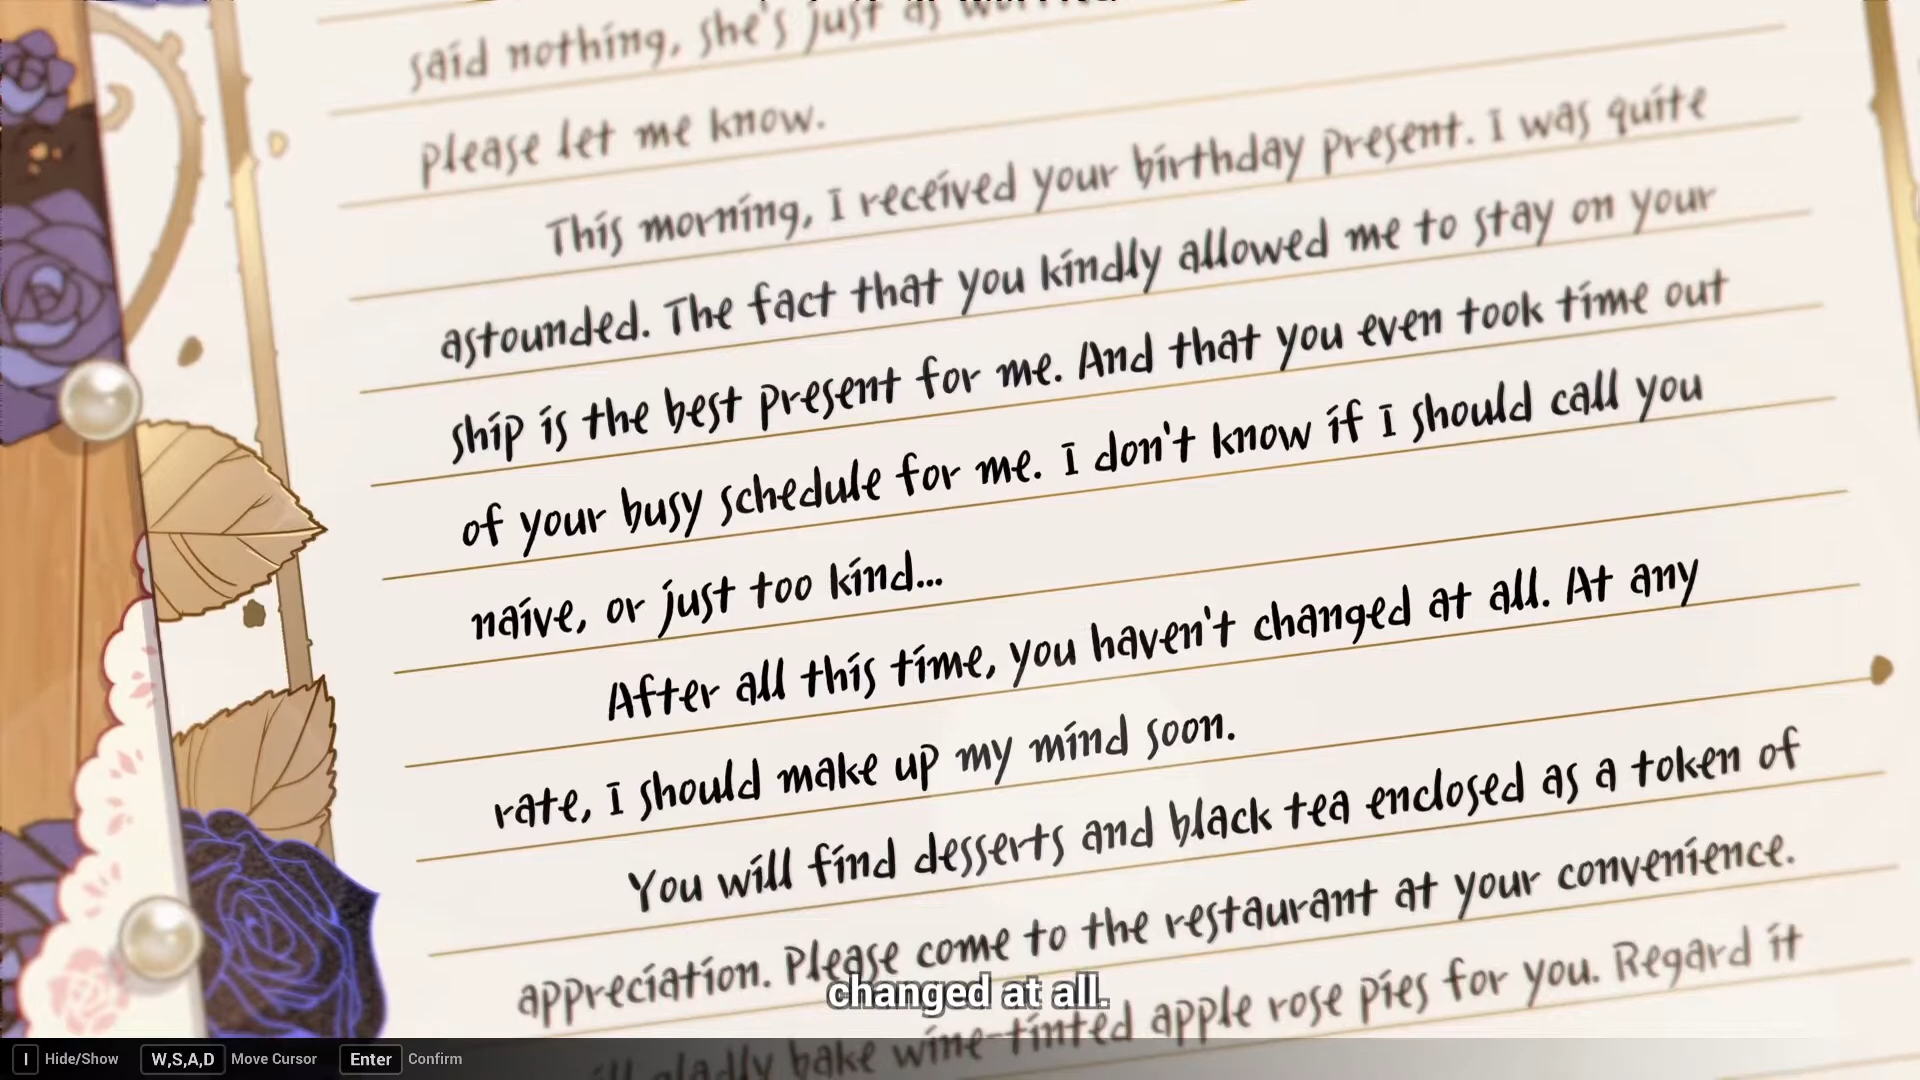 said nothing, she's just as
please let me know.
This morning, I received your birthday present. I was quite
astounded. The fact that you kindly allowed me to stay on your
ship is the best present for me. And that you even took time out
of your busy schedule for me. I don't know if I should call you
naive, or just too kind...
After all this time, you haven't changed at all. At any
rate, I should make up my mind soon.
You will find desserts and black tea enclosed as a token of
appreciation. Please come to the restaurant at your convenience.
gladly bake wine-tinted apple rose pies for you. Regard it
changed at all.
I Hide/Show W,S,A,D Move Cursor Enter Confirm